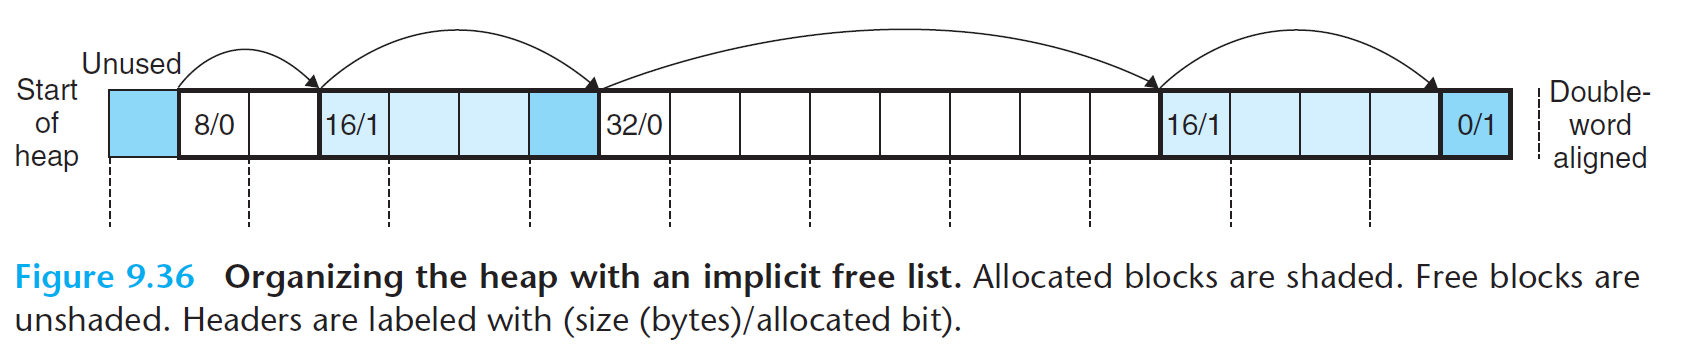 Unused
Start
of
heap
8/0
16/1
32/0
16/1
0/1
Double-
word
aligned
Figure 9.36 Organizing the heap with an implicit free list. Allocated blocks are shaded. Free blocks are
unshaded. Headers are labeled with (size (bytes)/allocated bit).